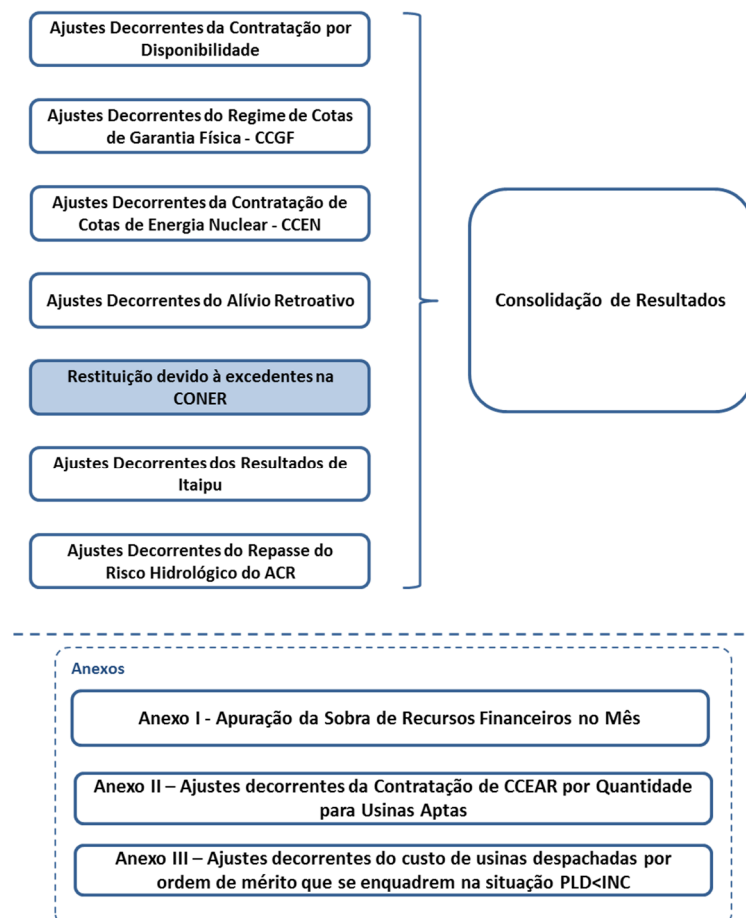 Ajustes Decorrentes da Contratação por
Disponibilidade
Ajustes Decorrentes do Regime de Cotas
de Garantia Física - CCGF
Ajustes Decorrentes da Contratação de
Cotas de Energia Nuclear - CCEN
Ajustes Decorrentes do Alívio Retroativo
Restituição devido à excedentes na
CONER
Ajustes Decorrentes dos Resultados de
Itaipu
Ajustes Decorrentes do Repasse do
Risco Hidrológico do ACR
Consolidação de Resultados
Anexos
Anexo I - Apuração da Sobra de Recursos Financeiros no Mês
Anexo II – Ajustes decorrentes da Contratação de CCEAR por Quantidade
para Usinas Aptas
Anexo III – Ajustes decorrentes do custo de usinas despachadas por
ordem de mérito que se enquadrem na situação PLD<INC